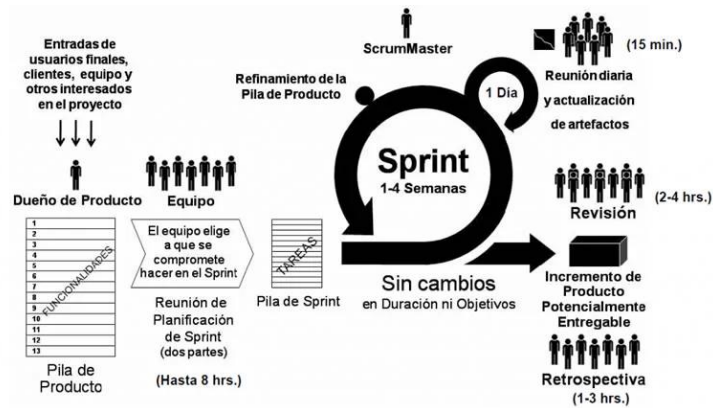 Entradas de
usuarios finales,
clientes, equipo y
otros interesados
en el proyecto
Dueño de Producto
1
2
3
4
5
6
7
8
9
10
11
12
13
FUNCIONALIDADES
Pila de
Producto
Equipo
El equipo elige
a que se
compromete
hacer en el Sprint
Reunión de
Planificación
de Sprint
(dos partes)
(Hasta 8 hrs.)
TAREAS
Pila de Sprint
ScrumMaster
Refinamiento de la
Pila de Producto
Sprint
1-4 Semanas
1 Día
Sin cambios
en Duración ni Objetivos
(15 min.)
Reunión diaria
y actualización
de artefactos
(2-4 hrs.)
Revisión
Incremento de
Producto
Potencialmente
Entregable
Retrospectiva
(1-3 hrs.)